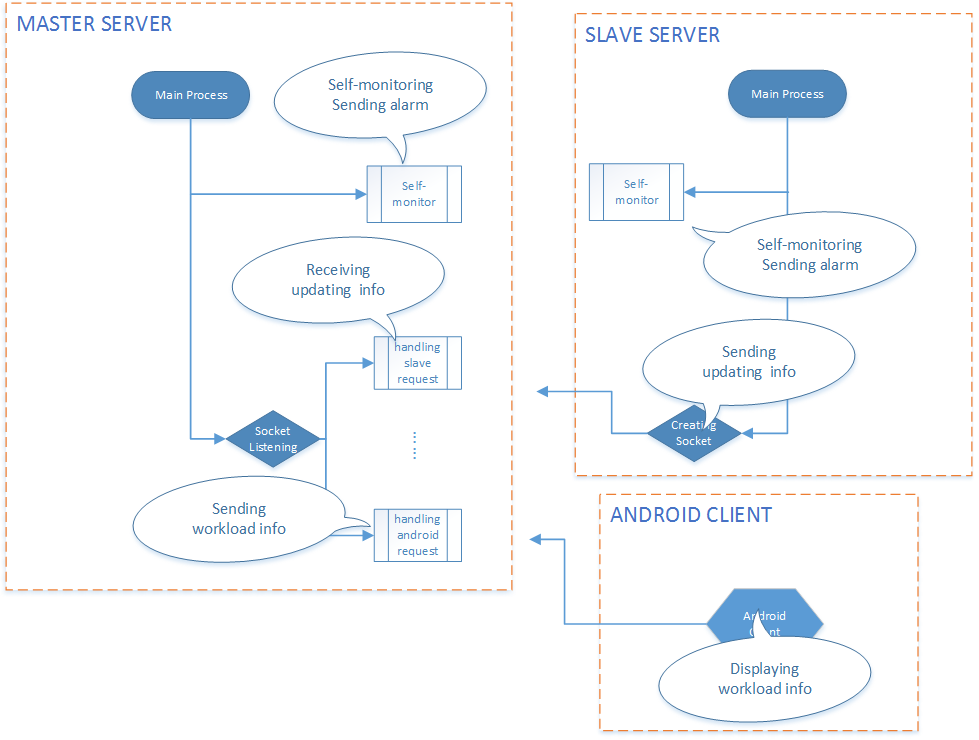 MASTER SERVER
Main Process
Self-monitoring
Sending alarm
Self-
monitor
Receiving
updating info
handling
slave
request
Socket
Listening
Sending
workload info
handling
android
request
SLAVE SERVER
Main Process
Self-
monitor
Self-monitoring
Sending alarm
Sending
updating info
Creating
Socket
ANDROID CLIENT
Android
Client
Displaying
workload info